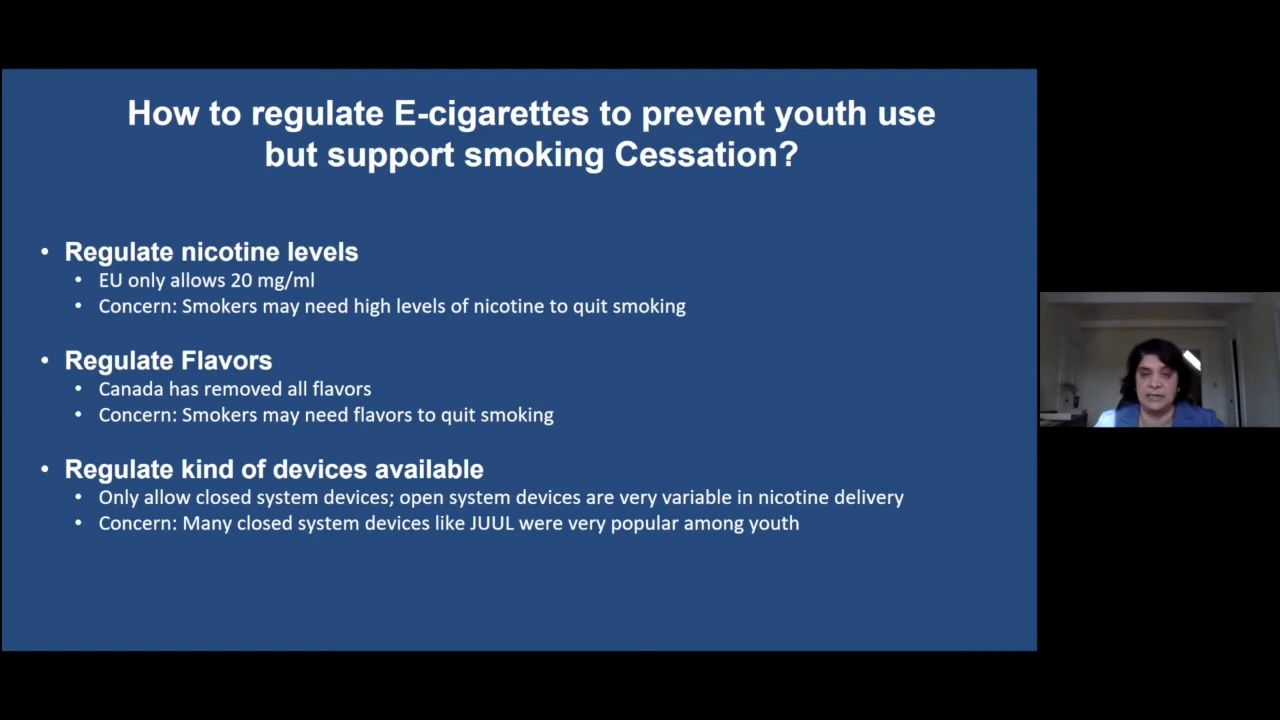 How to regulate E-cigarettes to prevent youth use
but support smoking Cessation?
• Regulate nicotine levels
• EU only allows 20 mg/ml
• Concern: Smokers may need high levels of nicotine to quit smoking
• Regulate Flavors
• Canada has removed all flavors
• Concern: Smokers may need flavors to quit smoking
• Regulate kind of devices available
• Only allow closed system devices; open system devices are very variable in nicotine delivery
• Concern: Many closed system devices like JUUL were very popular among youth